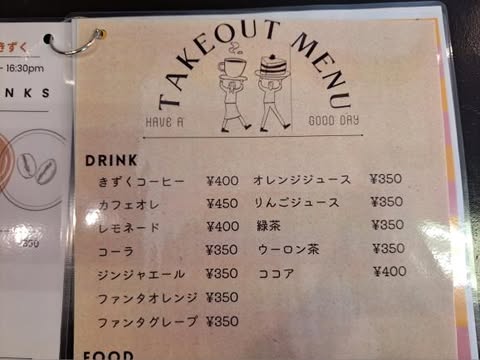 きずく
- 16:30pm
NKS
350
TAKEOUT MENU
HAVE A GOOD DAY
DRINK
きずくコーヒー ¥400 オレンジジュース ¥350
カフェオレ ¥450 りんごジュース ¥350
レモネード ¥400 緑茶 ¥350
コーラ ¥350 ウーロン茶 ¥350
ジンジャエール ¥350 ココア ¥400
ファンタオレンジ ¥350
ファンタグレープ ¥350
FOOD